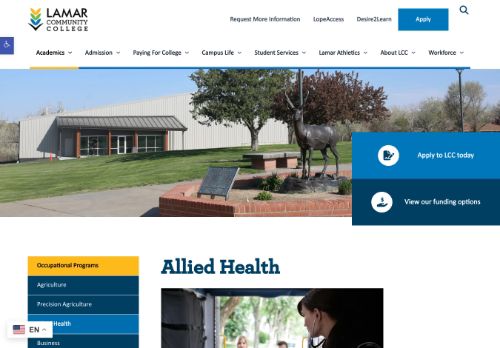 LAMAR
COMMUNITY
COLLEGE
Request More Information
LopeAccess
Desire2Learn
Apply
Academics
Admission
Paying For College
Campus Life
Student Services
Lamar Athletics
About LCC
Workforce
Apply to LCC today
View our funding options
Occupational Programs
Agriculture
Precision Agriculture
Health
Business
Allied Health
EN